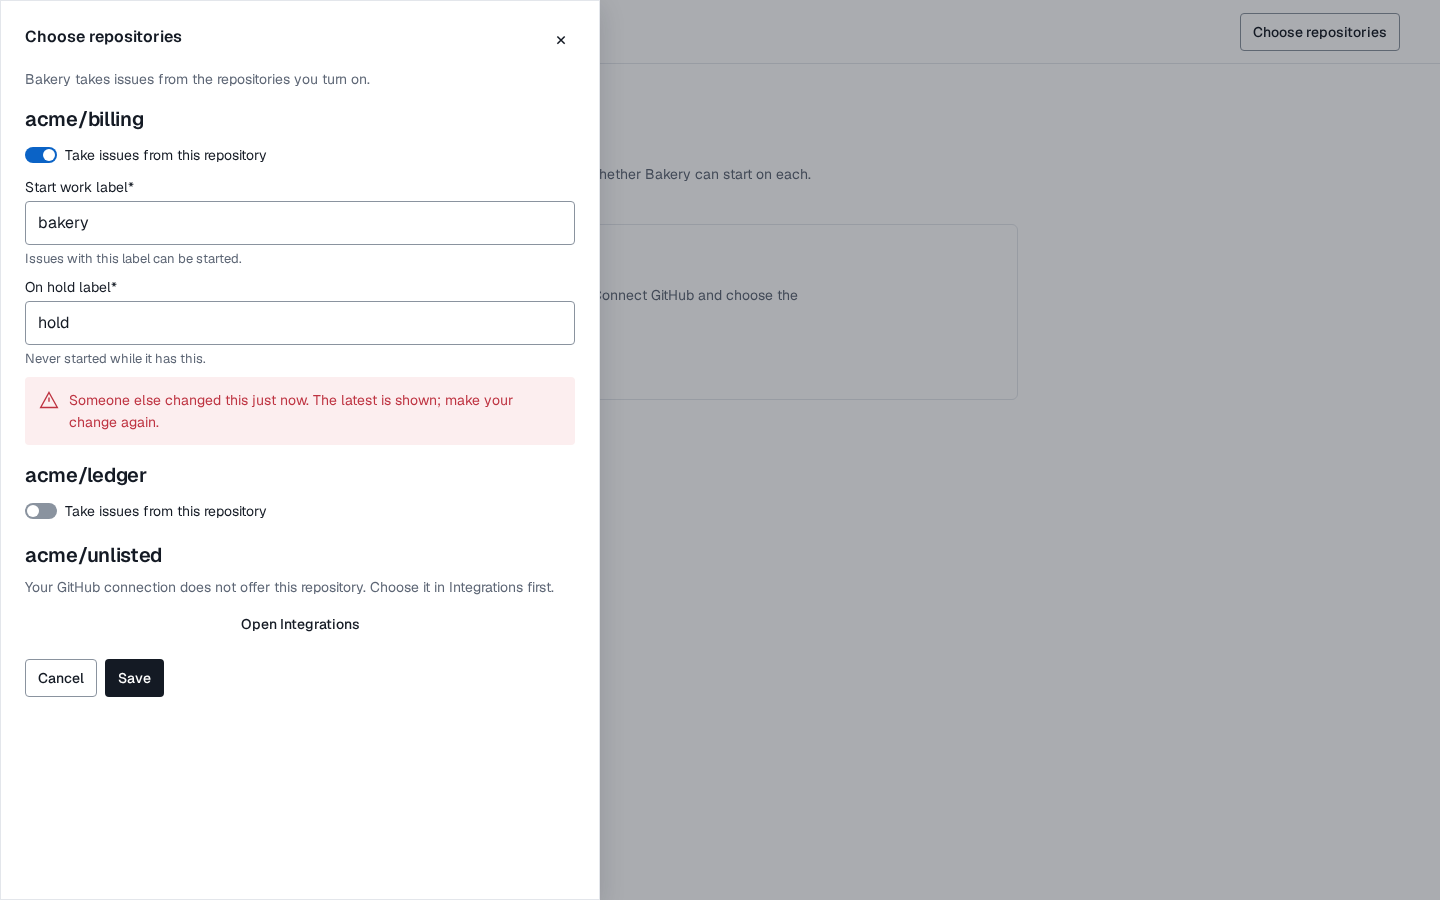 Choose repositories
×
Bakery takes issues from the repositories you turn on.
acme/billing
Take issues from this repository
Start work label*
bakery
Issues with this label can be started.
On hold label*
hold
Never started while it has this.
Someone else changed this just now. The latest is shown; make your
change again.
acme/ledger
Take issues from this repository
acme/unlisted
Your GitHub connection does not offer this repository. Choose it in Integrations first.
Open Integrations
Cancel
Save
Choose repositories
hether Bakery can start on each.
onnect GitHub and choose the